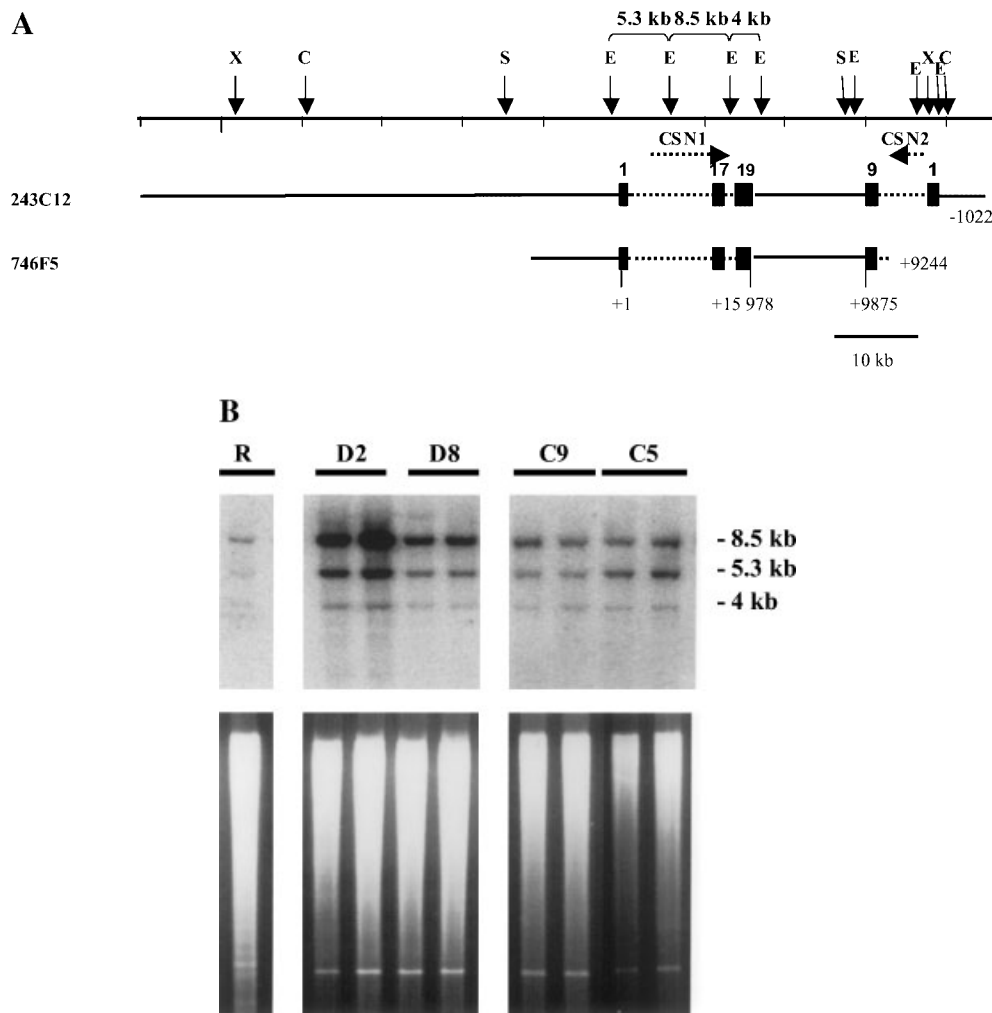 A
5.3 kb 8.5 kb 4 kb
X C S E E E E S E E X E C
CSN1 CSN2
1 17 19 9 1
243C12
-1022
746F5
+9244
+1 +15 978 +9875
10 kb
B
R D2 D8 C9 C5
- 8.5 kb
- 5.3 kb
- 4 kb